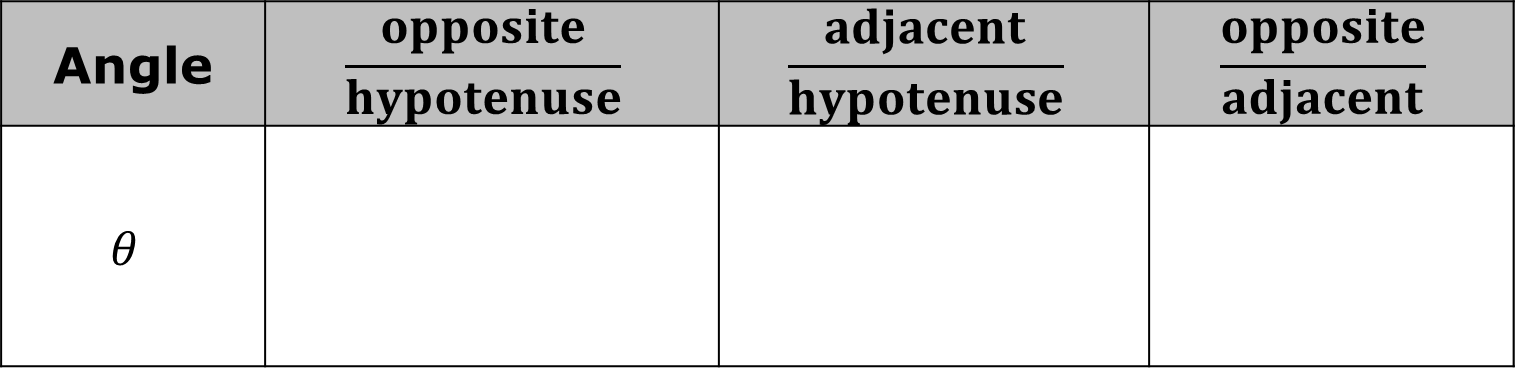 Angle
opposite
hypotenuse
adjacent
hypotenuse
opposite
adjacent
θ